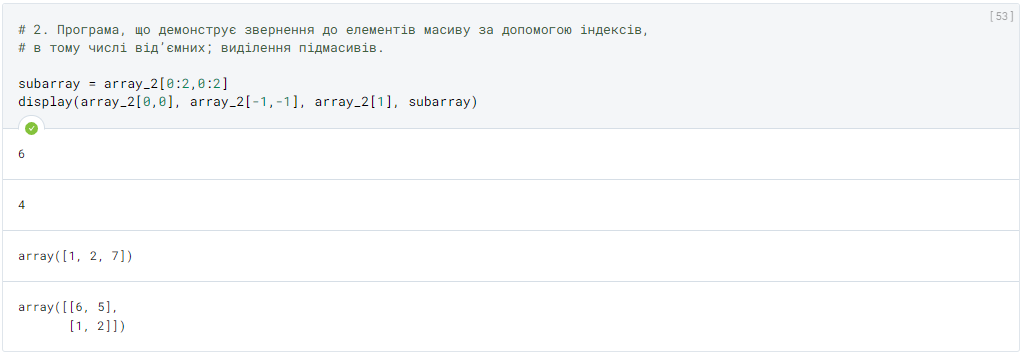 [53]
# 2. Програма, що демонструє звернення до елементів масиву за допомогою індексів,
# в тому числі від’ємних; виділення підмасивів.
subarray = array_2[0:2,0:2]
display(array_2[0,0], array_2[-1,-1], array_2[1], subarray)
6
4
array([1, 2, 7])
array([[6, 5],
[1, 2]])